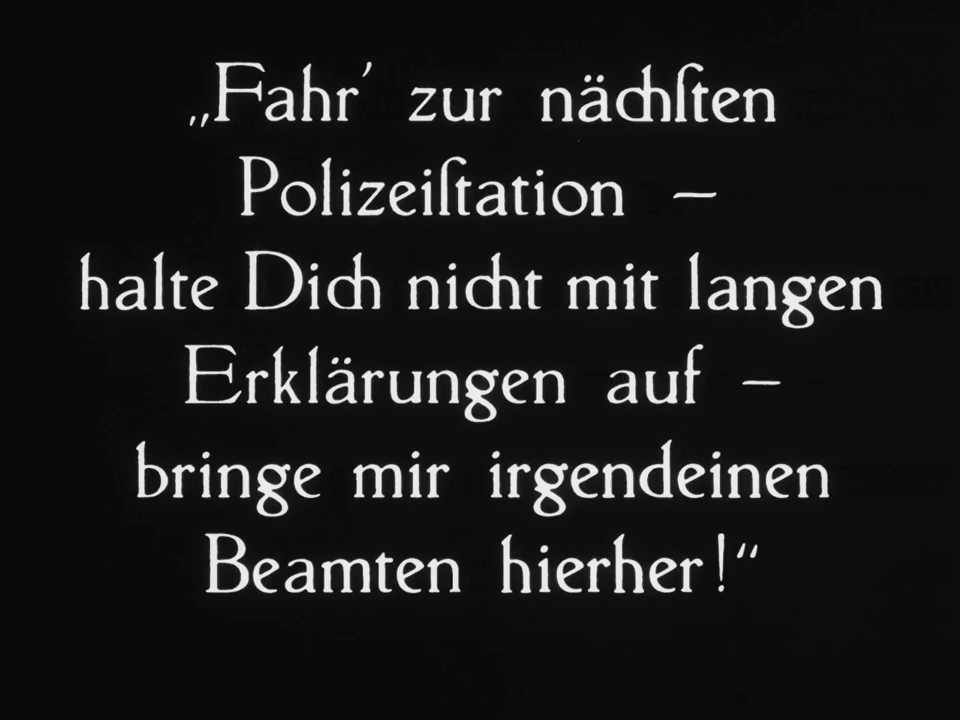 „Fahr’ zur nächſten
Polizeiſtation –
halte Dich nicht mit langen
Erklärungen auf –
bringe mir irgendeinen
Beamten hierher!“